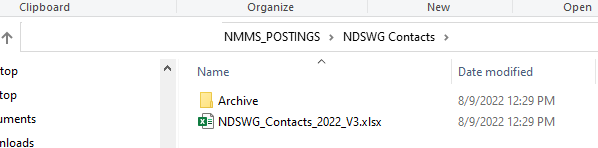 Clipboard Organize New Open
NMMS_POSTINGS > NDSWG Contacts >
top Name Date modified
top Archive 8/9/2022 12:29 PM
uments NDSWG_Contacts_2022_V3.xlsx 8/9/2022 12:29 PM
nloads